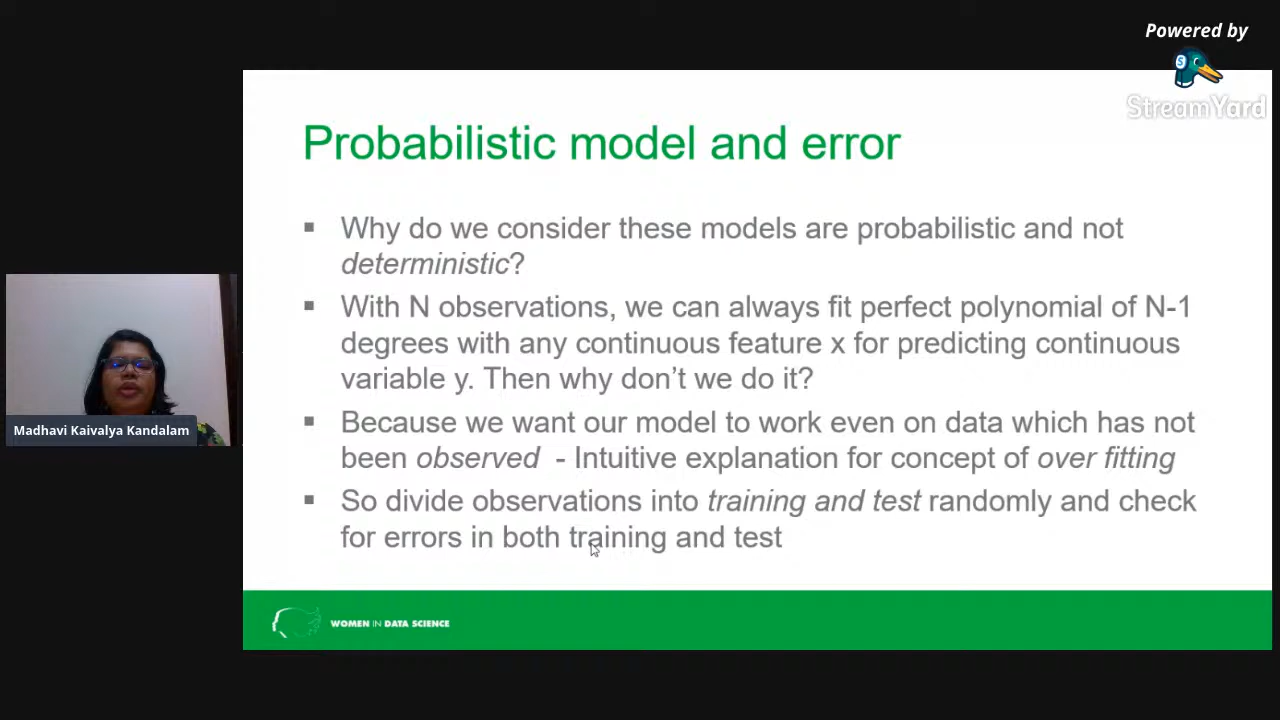 Powered by
S
StreamYard
Probabilistic model and error
▪ Why do we consider these models are probabilistic and not
deterministic?
▪ With N observations, we can always fit perfect polynomial of N-1
degrees with any continuous feature x for predicting continuous
variable y. Then why don't we do it?
▪ Because we want our model to work even on data which has not
been observed - Intuitive explanation for concept of over fitting
▪ So divide observations into training and test randomly and check
for errors in both training and test
Madhavi Kaivalya Kandalam
WOMEN IN DATA SCIENCE